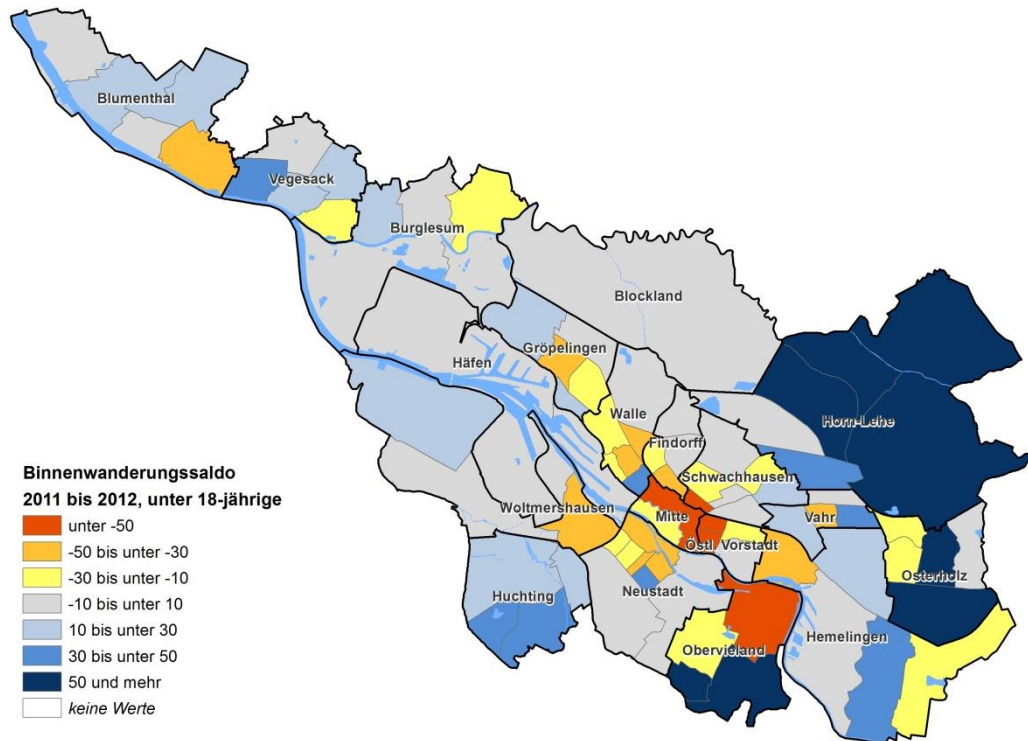 Blumenthal
Vegesack
Burglesum
Blockland
Gröpelingen
Häfen
Horn-Lehe
Walle
Findorff
Schwachhausen
Woltmershausen
Mitte
Vahr
Östl. Vorstadt
Osterholz
Huchting
Neustadt
Hemelingen
Obervieland
Binnenwanderungssaldo
2011 bis 2012, unter 18-jährige
unter -50
-50 bis unter -30
-30 bis unter -10
-10 bis unter 10
10 bis unter 30
30 bis unter 50
50 und mehr
keine Werte